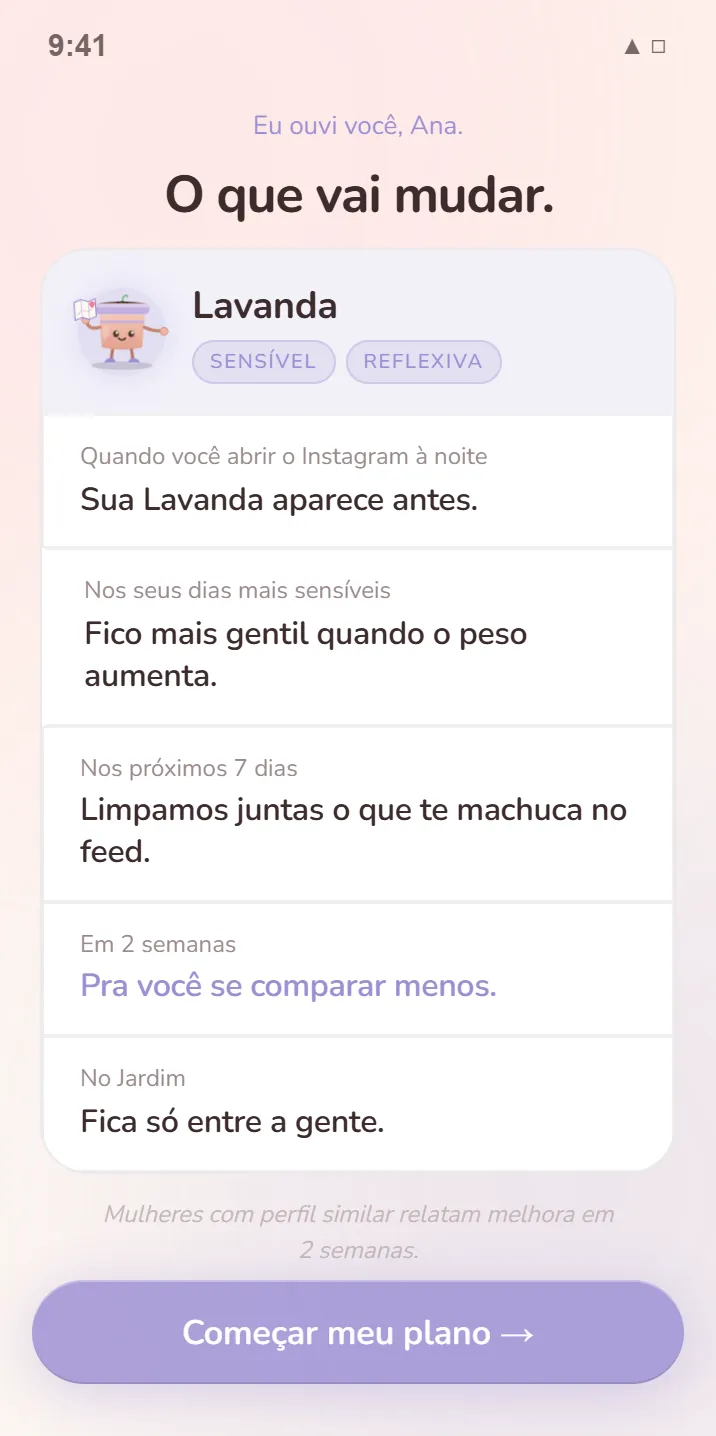 9:41
Eu ouvi você, Ana.
O que vai mudar.
Lavanda
SENSÍVEL
REFLEXIVA
Quando você abrir o Instagram à noite
Sua Lavanda aparece antes.
Nos seus dias mais sensíveis
Fico mais gentil quando o peso
aumenta.
Nos próximos 7 dias
Limpamos juntas o que te machuca no
feed.
Em 2 semanas
Pra você se comparar menos.
No Jardim
Fica só entre a gente.
Mulheres com perfil similar relatam melhora em
2 semanas.
Começar meu plano →